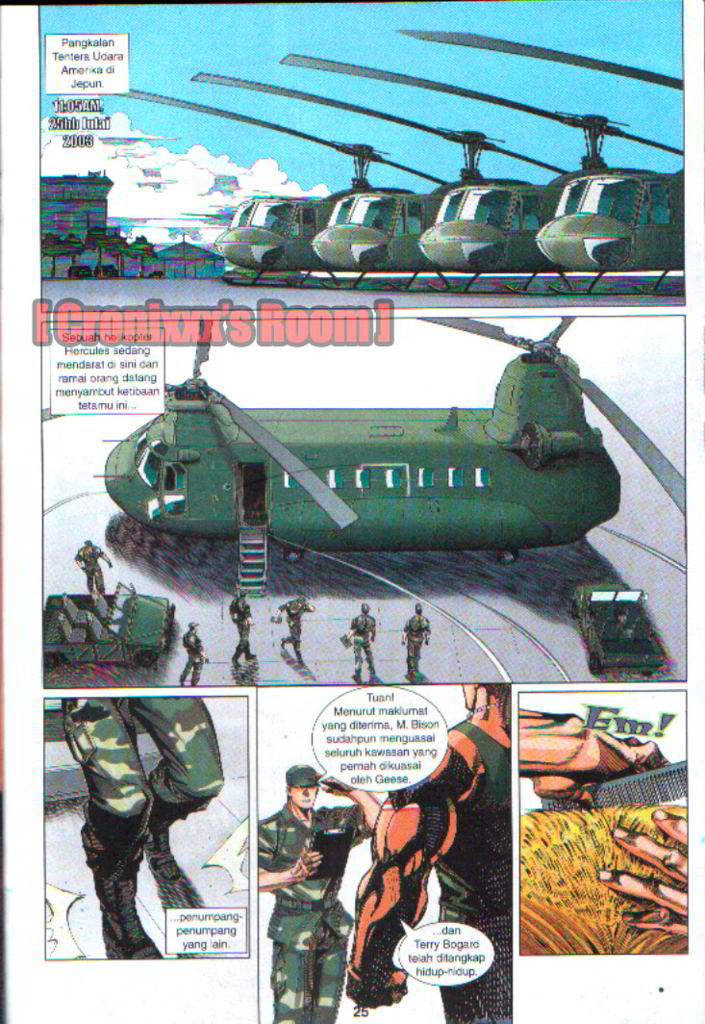 Pangkalan
Tentera Udara
Amerika di
Jepun.
11:05AM,
25hb Julai
2003
[ Cronixxx's Room ]
Sebuah helikopter
Hercules sedang
mendarat di sini dan
ramai orang datang
menyambut ketibaan
tetamu ini...
...penumpang-
penumpang
yang lain.
Tuan!
Menurut maklumat
yang diterima, M. Bison
sudahpun menguasai
seluruh kawasan yang
pernah dikuasai
oleh Geese.
...dan
Terry Bogard
telah ditangkap
hidup-hidup.
Em!
25